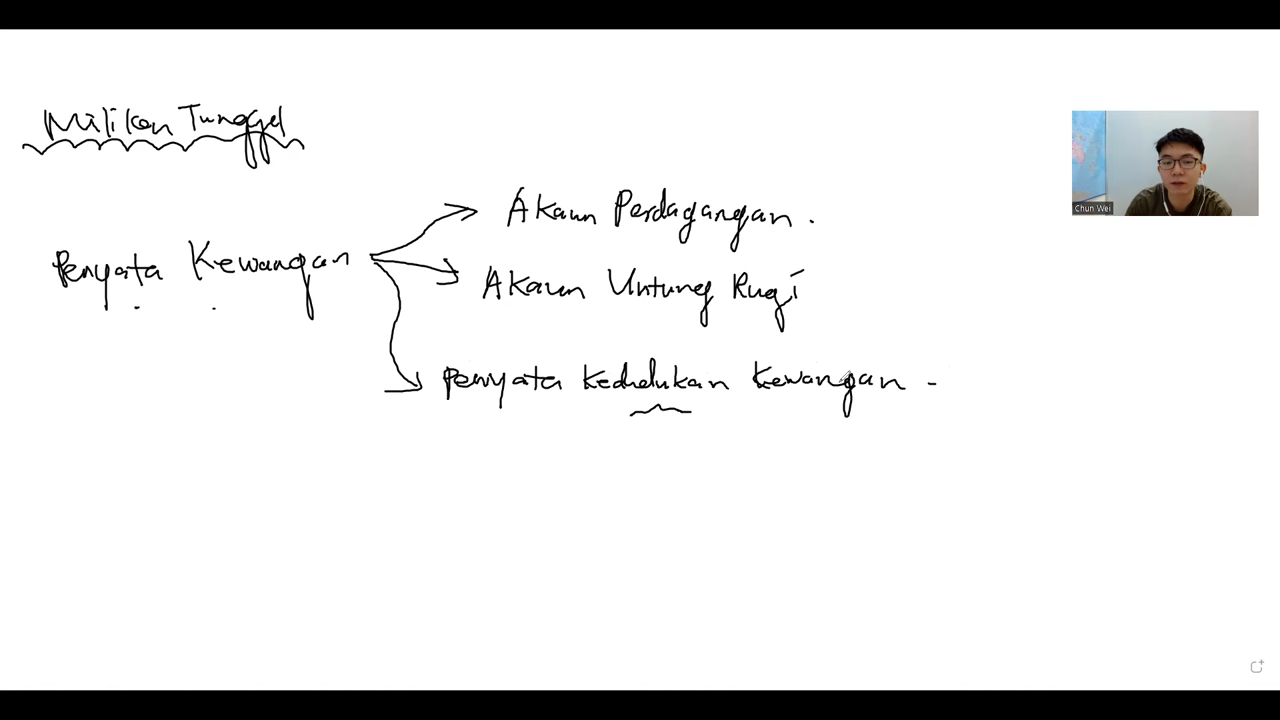 Milikan Tunggal
Penyata Kewangan
Akaun Perdagangan.
Akaun Untung Rugi
Penyata Kedudukan Kewangan.
Chun Wei